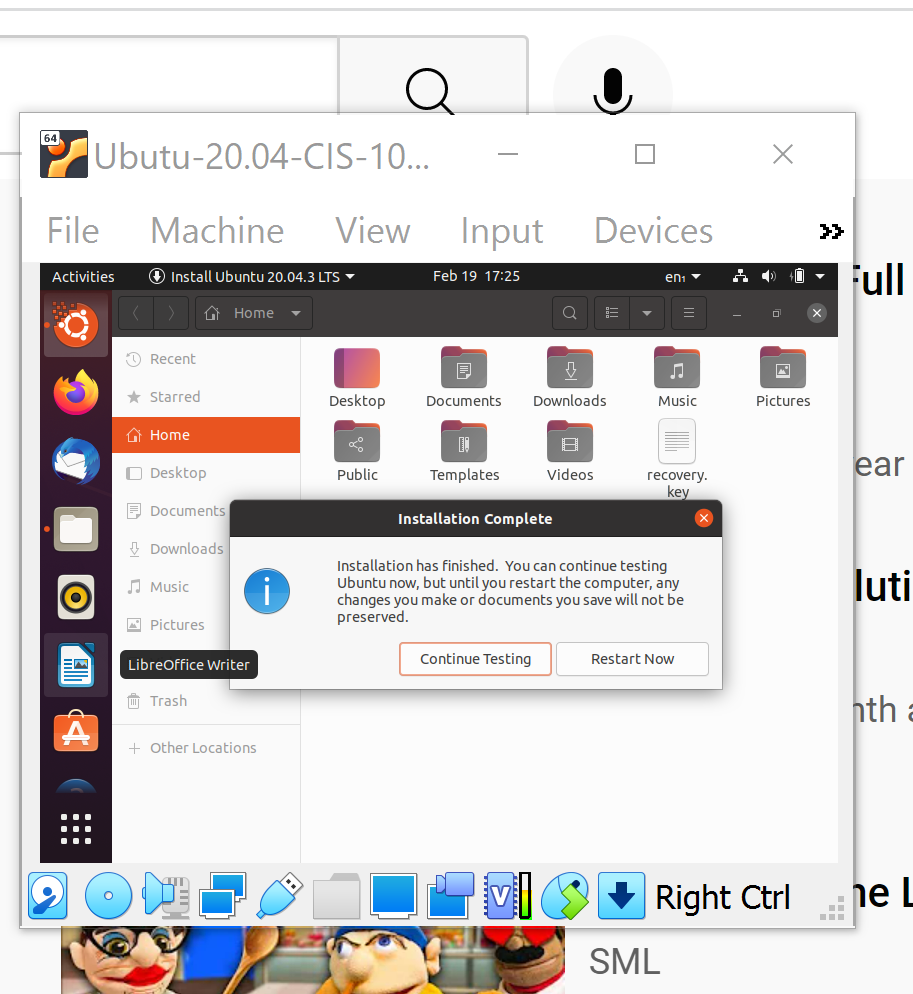 64
Ubutu-20.04-CIS-10...
File Machine View Input Devices
Full
Activities
Install Ubuntu 20.04.3 LTS
Feb 19 17:25
en₁
Home
Recent
Starred
Home
Desktop
Documents
Downloads
Music
Pictures
Trash
Other Locations
Desktop Documents Downloads Music Pictures
Public Templates Videos recovery.
key
ear
Installation Complete
Installation has finished. You can continue testing
Ubuntu now, but until you restart the computer, any
changes you make or documents you save will not be
preserved.
Continue Testing Restart Now
LibreOffice Writer
luti
nth a
V
Right Ctrl
ne L
SML